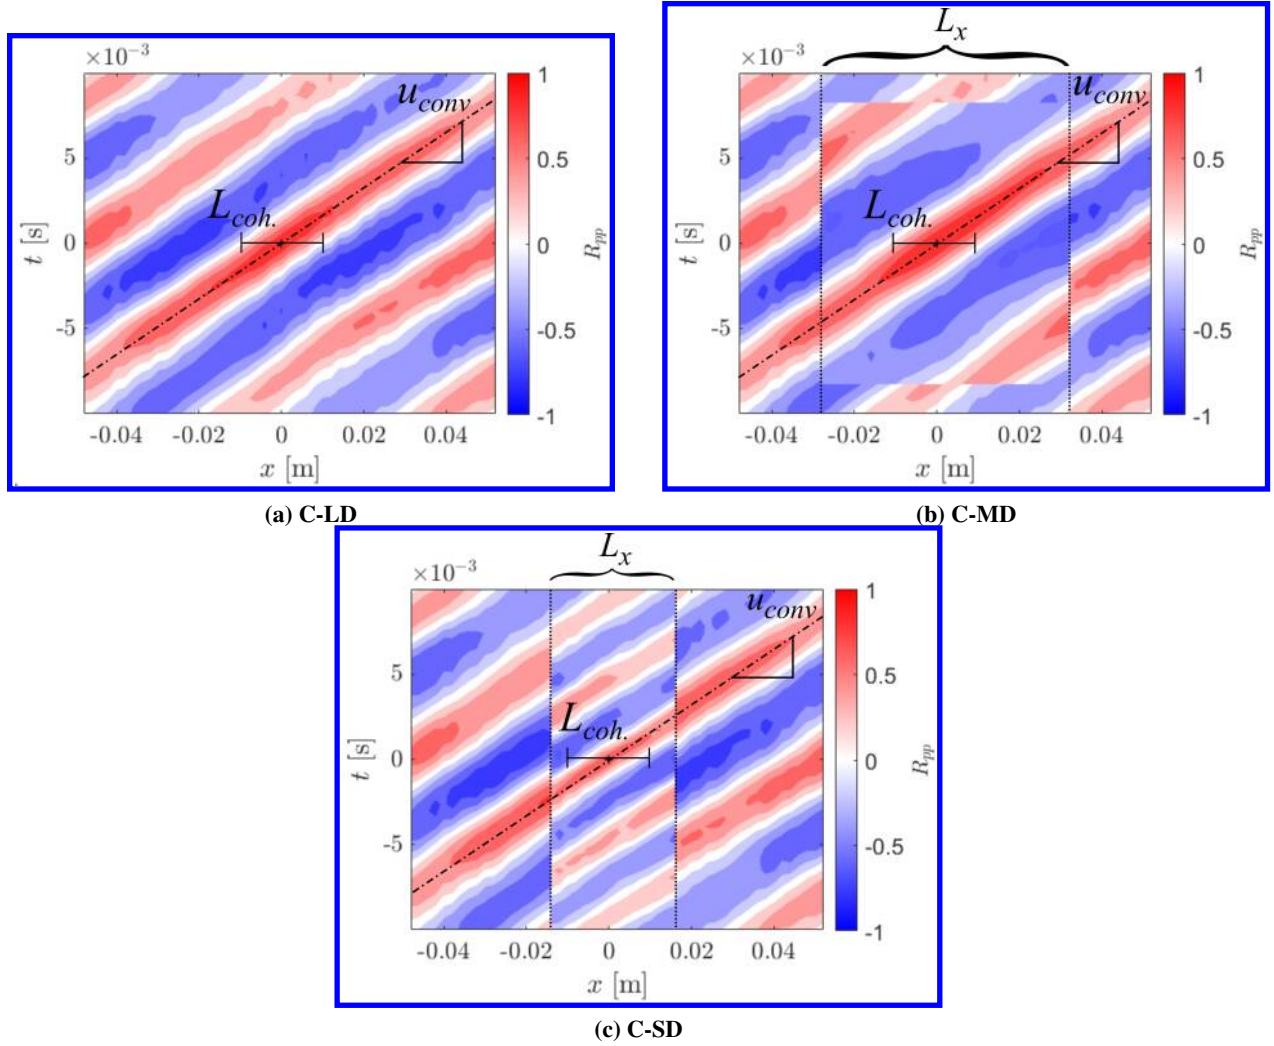 ×10⁻³
u_conv
L_coh.
t [s]
5
0
-5
-0.04 -0.02 0 0.02 0.04
x [m]
1
0.5
0
-0.5
-1
R_pp
(a) C-LD
L_x
×10⁻³
u_conv
L_coh.
t [s]
5
0
-5
-0.04 -0.02 0 0.02 0.04
x [m]
1
0.5
0
-0.5
-1
R_pp
(b) C-MD
L_x
×10⁻³
u_conv
L_coh.
t [s]
5
0
-5
-0.04 -0.02 0 0.02 0.04
x [m]
1
0.5
0
-0.5
-1
R_pp
(c) C-SD